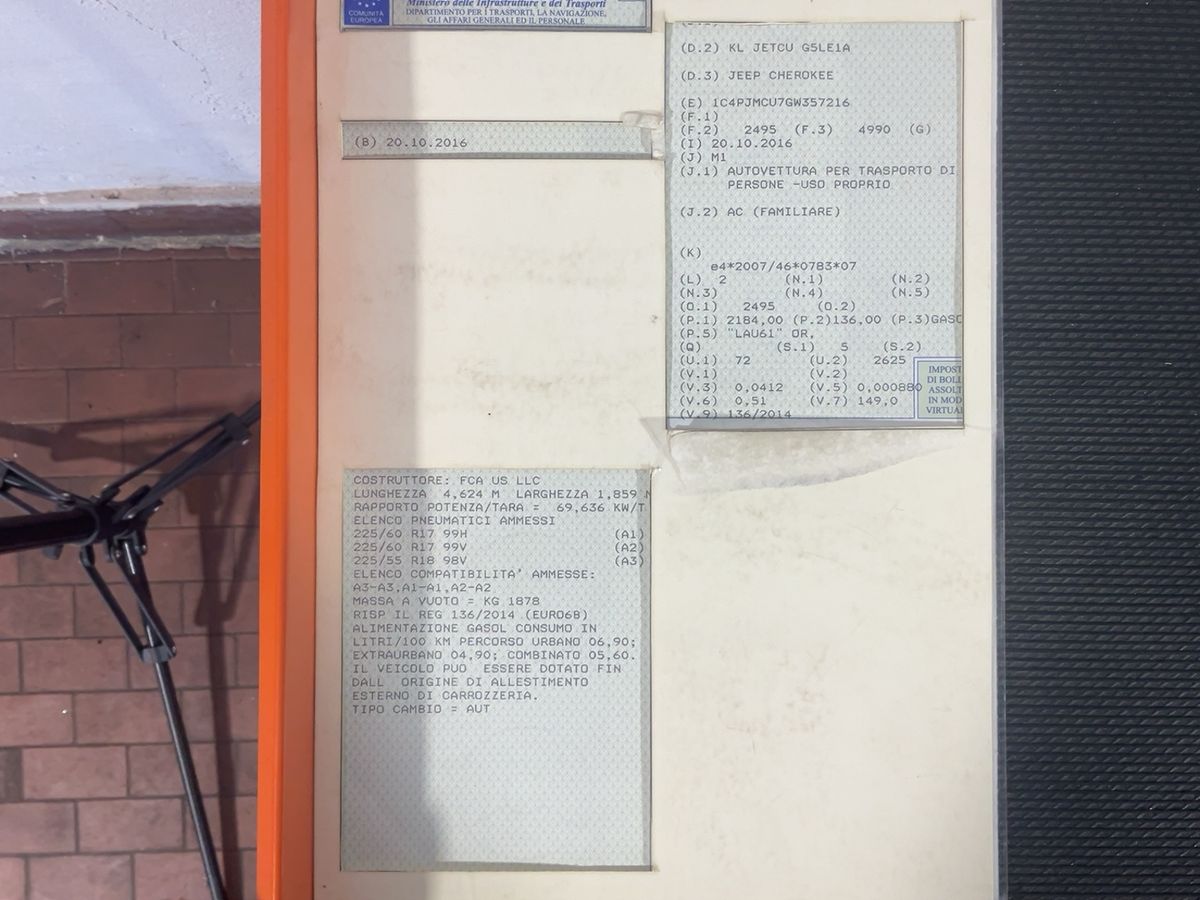 COMUNITÀ
EUROPEA
Ministero delle Infrastrutture e dei Trasporti
DIPARTIMENTO PER I TRASPORTI, LA NAVIGAZIONE,
GLI AFFARI GENERALI ED IL PERSONALE
(B) 20.10.2016
(D.2) KL JETCU G5LE1A
(D.3) JEEP CHEROKEE
(E) 1C4PJMCU7GW357216
(F.1)
(F.2) 2495 (F.3) 4990 (G)
(I) 20.10.2016
(J) M1
(J.1) AUTOVETTURA PER TRASPORTO DI
PERSONE -USO PROPRIO
(J.2) AC (FAMILIARE)
(K)
e4*2007/46*0783*07
(L) 2 (N.1) (N.2)
(N.3) (N.4) (N.5)
(O.1) 2495 (O.2)
(P.1) 2184,00 (P.2)136,00 (P.3)GASO
(P.5) "LAU61" OR,
(Q) (S.1) 5 (S.2)
(U.1) 72 (U.2) 2625
(V.1) (V.2)
(V.3) 0,0412 (V.5) 0,000880
(V.6) 0,51 (V.7) 149,0
(V.9) 136/2014
IMPOST
DI BOLL
ASSOLT
IN MOD
VIRTUAL
COSTRUTTORE: FCA US LLC
LUNGHEZZA 4,624 M LARGHEZZA 1,859 M
RAPPORTO POTENZA/TARA = 69,636 KW/T
ELENCO PNEUMATICI AMMESSI
225/60 R17 99H (A1)
225/60 R17 99V (A2)
225/55 R18 98V (A3)
ELENCO COMPATIBILITA' AMMESSE:
A3-A3,A1-A1,A2-A2
MASSA A VUOTO = KG 1878
RISP IL REG 136/2014 (EURO6B)
ALIMENTAZIONE GASOL CONSUMO IN
LITRI/100 KM PERCORSO URBANO 06,90;
EXTRAURBANO 04,90; COMBINATO 05,60.
IL VEICOLO PUO ESSERE DOTATO FIN
DALL ORIGINE DI ALLESTIMENTO
ESTERNO DI CARROZZERIA.
TIPO CAMBIO = AUT